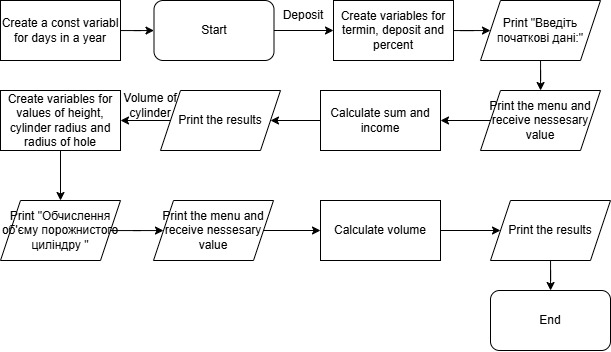 Create a const variabl
for days in a year
Start
Deposit
Create variables for
termin, deposit and
percent
Print "Введіть
початкові дані:"
Print the menu and
receive nessesary
value
Calculate sum and
income
Print the results
Volume of
cylinder
Create variables for
values of height,
cylinder radius and
radius of hole
Print "Обчислення
об'єму порожнистого
циліндру "
Print the menu and
receive nessesary
value
Calculate volume
Print the results
End